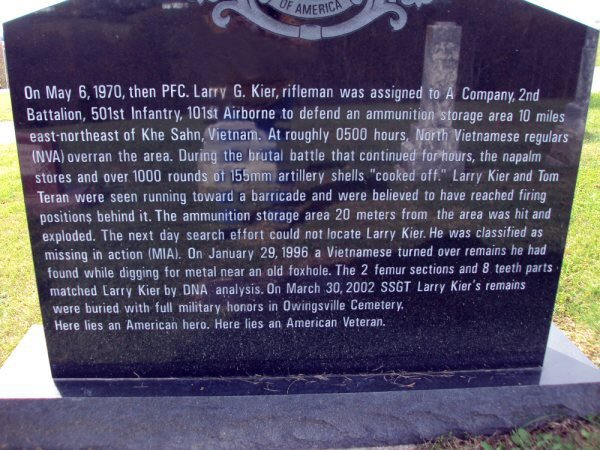 OF AMERICA
On May 6, 1970, then PFC. Larry G. Kier, rifleman was assigned to A Company, 2nd
Battalion, 501st Infantry, 101st Airborne to defend an ammunition storage area 10 miles
east-northeast of Khe Sahn, Vietnam. At roughly 0500 hours, North Vietnamese regulars
(NVA) overran the area. During the brutal battle that continued for hours, the napalm
stores and over 1000 rounds of 155mm artillery shells "cooked off." Larry Kier and Tom
Teran were seen running toward a barricade and were believed to have reached firing
positions behind it. The ammunition storage area 20 meters from the area was hit and
exploded. The next day search effort could not locate Larry Kier. He was classified as
missing in action (MIA). On January 29, 1996 a Vietnamese turned over remains he had
found while digging for metal near an old foxhole. The 2 femur sections and 8 teeth parts
matched Larry Kier by DNA analysis. On March 30, 2002 SSGT Larry Kier's remains
were buried with full military honors in Owingsville Cemetery.
Here lies an American hero. Here lies an American Veteran.